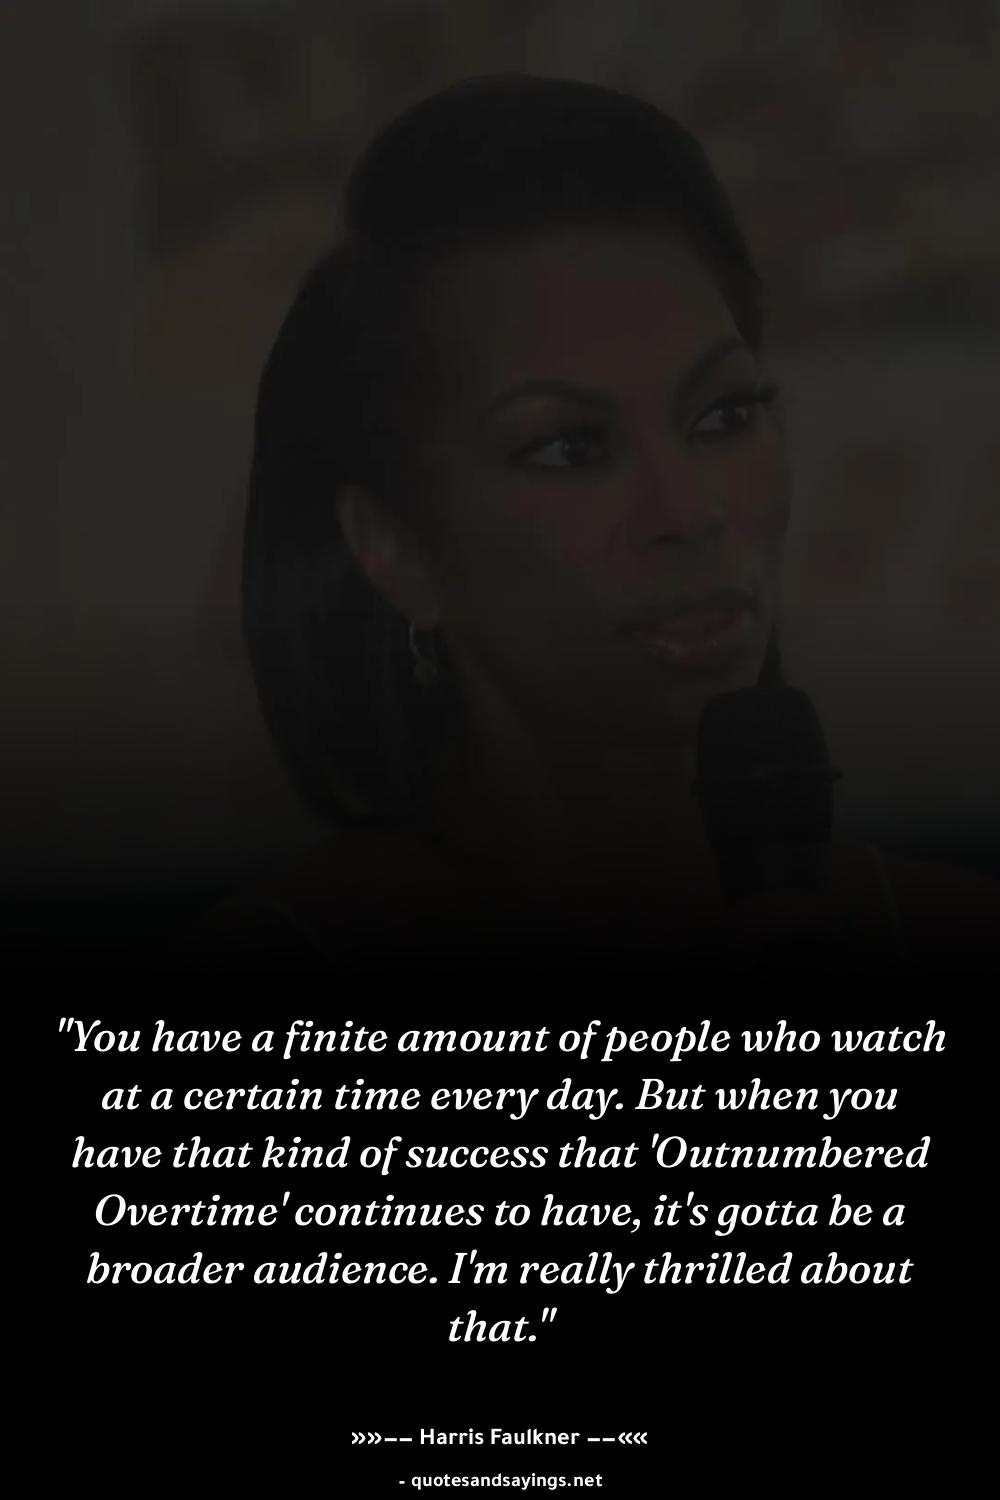 "You have a finite amount of people who watch
at a certain time every day. But when you
have that kind of success that 'Outnumbered
Overtime' continues to have, it's gotta be a
broader audience. I'm really thrilled about
that."
»»−− Harris Faulkner −−««
- quotesandsayings.net